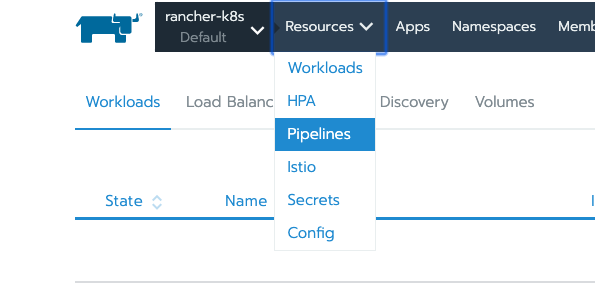 rancher-k8s Resources Apps Namespaces Memb
Default
Workloads
HPA
Pipelines
Istio
Secrets
Config
Workloads Load Balanc Discovery Volumes
State Name